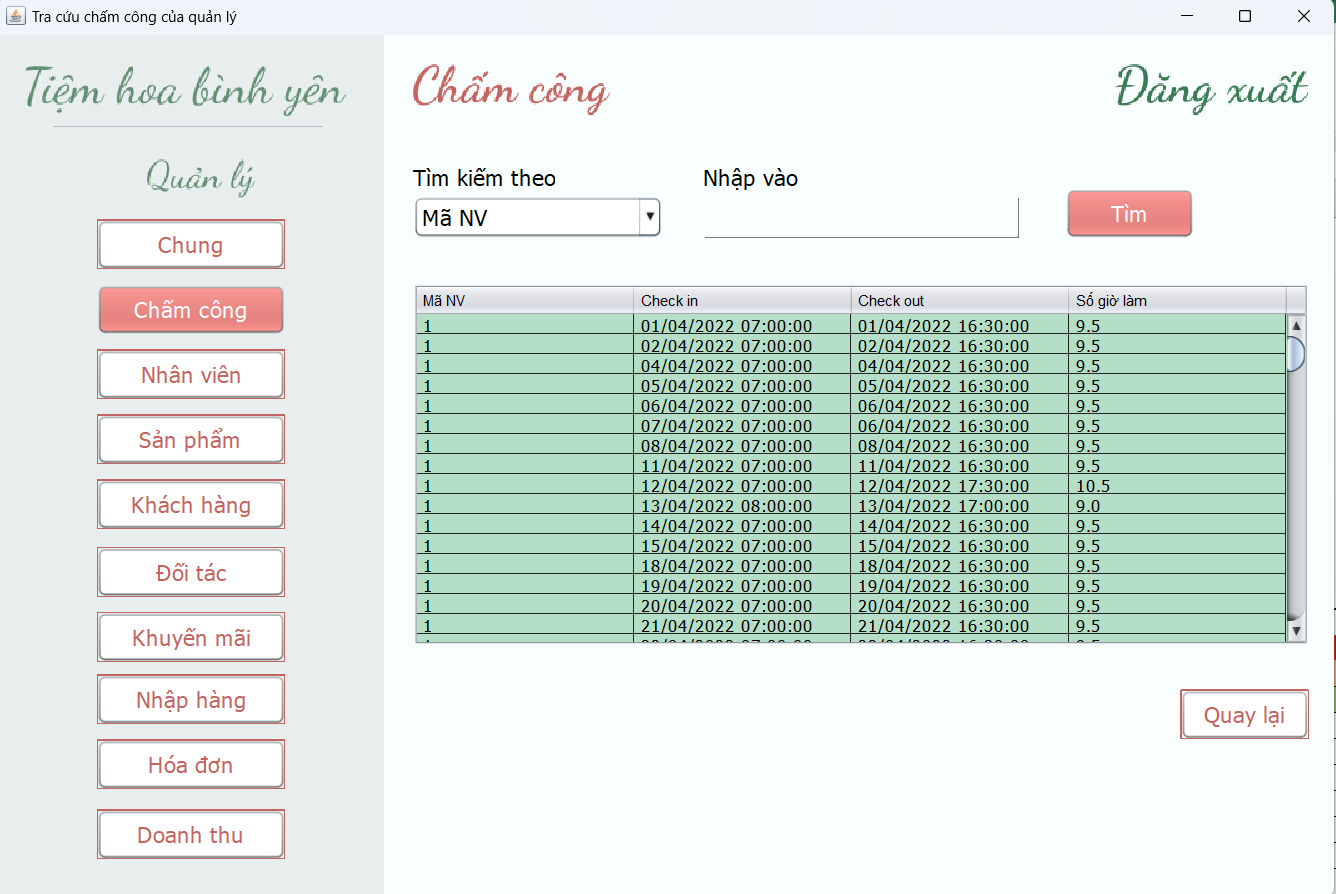 Tra cứu chấm công của quản lý
Tiệm hoa bình yên
Quản lý
Chung
Chấm công
Nhân viên
Sản phẩm
Khách hàng
Đối tác
Khuyến mãi
Nhập hàng
Hóa đơn
Doanh thu
Chấm công
Đăng xuất
Tìm kiếm theo
Nhập vào
Mã NV
Tìm
Mã NV Check in Check out Số giờ làm
1 01/04/2022 07:00:00 01/04/2022 16:30:00 9.5
1 02/04/2022 07:00:00 02/04/2022 16:30:00 9.5
1 04/04/2022 07:00:00 04/04/2022 16:30:00 9.5
1 05/04/2022 07:00:00 05/04/2022 16:30:00 9.5
1 06/04/2022 07:00:00 06/04/2022 16:30:00 9.5
1 07/04/2022 07:00:00 06/04/2022 16:30:00 9.5
1 08/04/2022 07:00:00 08/04/2022 16:30:00 9.5
1 11/04/2022 07:00:00 11/04/2022 16:30:00 9.5
1 12/04/2022 07:00:00 12/04/2022 17:30:00 10.5
1 13/04/2022 08:00:00 13/04/2022 17:00:00 9.0
1 14/04/2022 07:00:00 14/04/2022 16:30:00 9.5
1 15/04/2022 07:00:00 15/04/2022 16:30:00 9.5
1 18/04/2022 07:00:00 18/04/2022 16:30:00 9.5
1 19/04/2022 07:00:00 19/04/2022 16:30:00 9.5
1 20/04/2022 07:00:00 20/04/2022 16:30:00 9.5
1 21/04/2022 07:00:00 21/04/2022 16:30:00 9.5
Quay lại